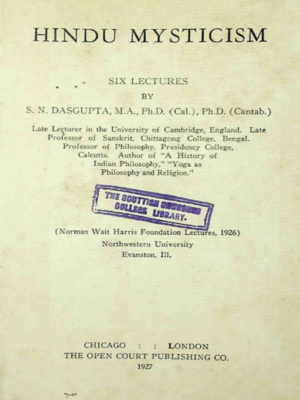 HINDU MYSTICISM
SIX LECTURES
BY
S. N. DASGUPTA, M.A., Ph.D. (Cal.), Ph.D. (Cantab.)
Late Lecturer in the University of Cambridge, England. Late
Professor of Sanskrit, Chittagong College, Bengal.
Professor of Philosophy, Presidency College,
Calcutta. Author of "A History of
Indian Philosophy," "Yoga as
Philosophy and Religion."
THE SCOTTISH CHURCHES
COLLEGE LIBRARY.
(Norman Wait Harris Foundation Lectures, 1926)
Northwestern University
Evanston, Ill.
CHICAGO : : LONDON
THE OPEN COURT PUBLISHING CO.
1927